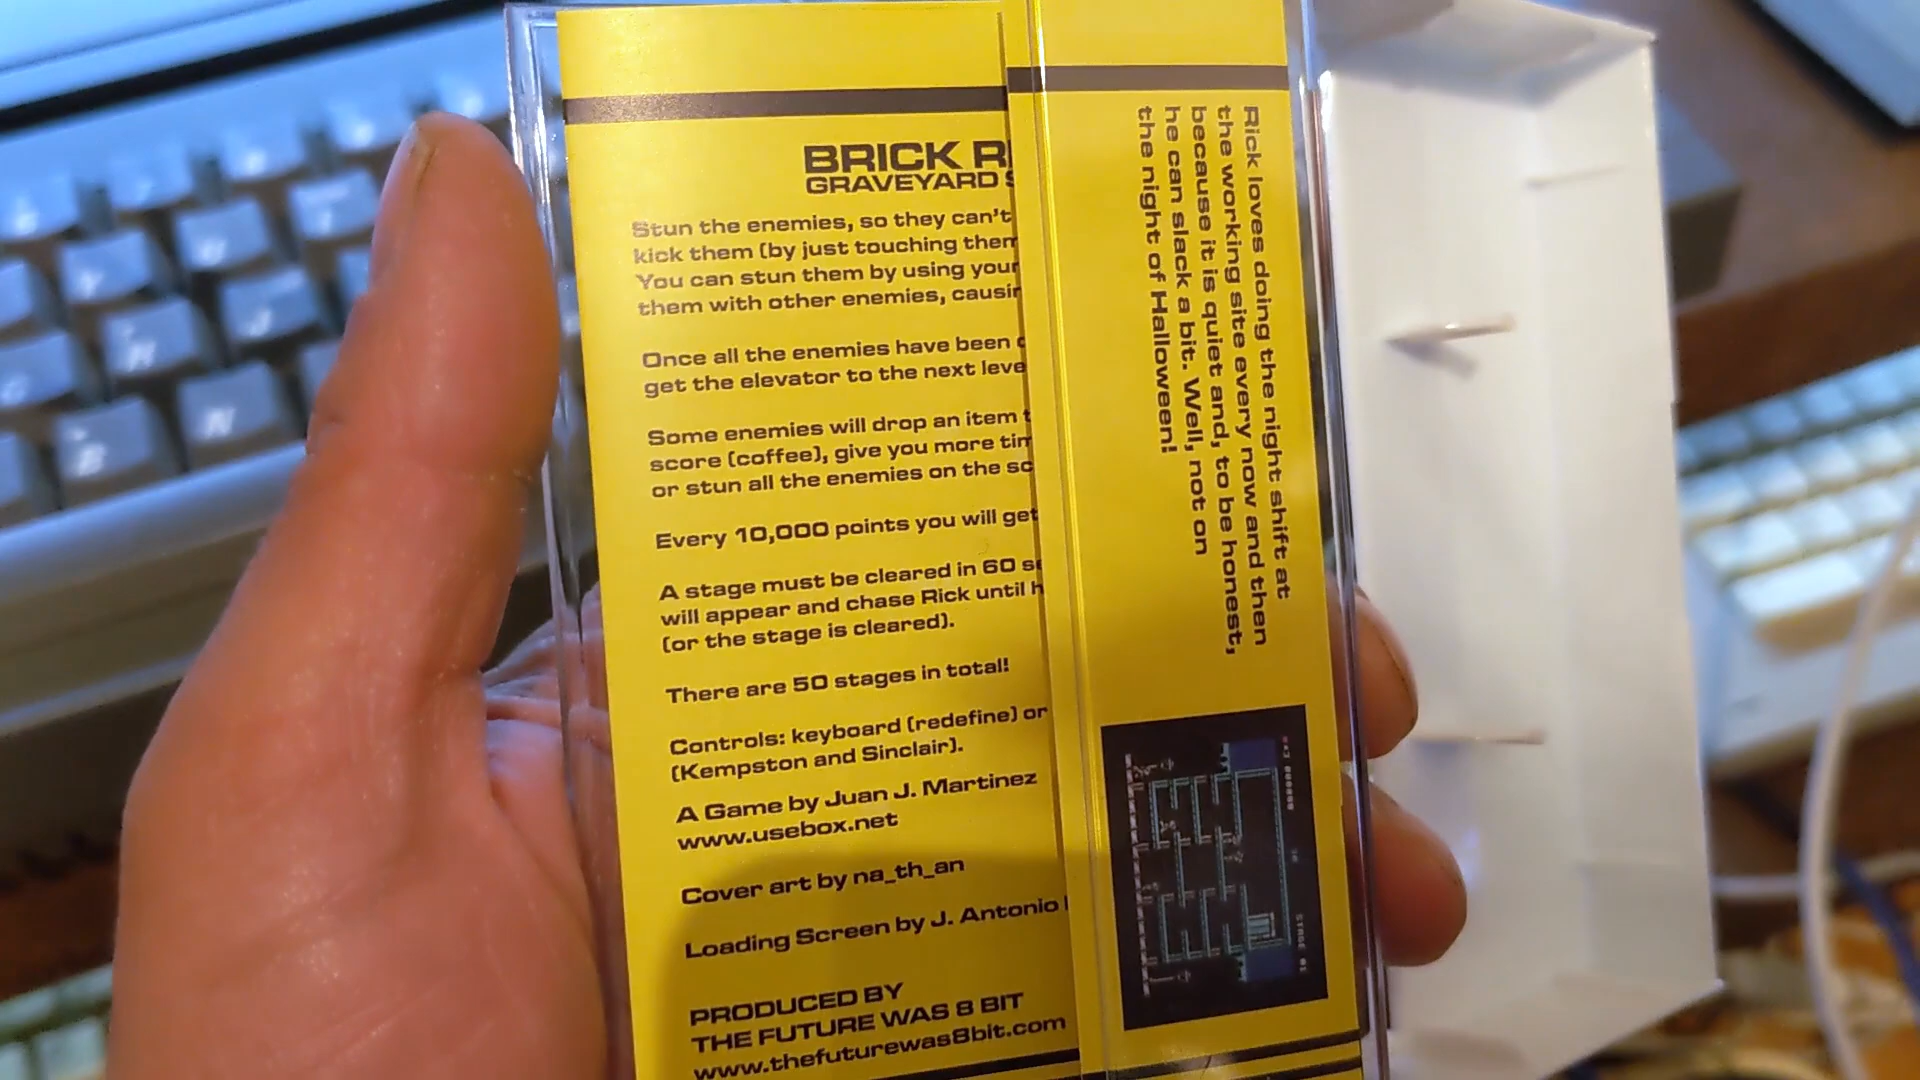 BRICK R
GRAVEYARD S
Stun the enemies, so they can't
kick them (by just touching them
You can stun them by using your
them with other enemies, causin
Once all the enemies have been
get the elevator to the next leve
Some enemies will drop an item t
score (coffee), give you more tim
or stun all the enemies on the sc
Every 10,000 points you will get
A stage must be cleared in 60 se
will appear and chase Rick until h
(or the stage is cleared).
There are 50 stages in total!
Controls: keyboard (redefine) or
(Kempston and Sinclair).
A Game by Juan J. Martinez
www.usebox.net
Cover art by na_th_an
Loading Screen by J. Antonio
PRODUCED BY
THE FUTURE WAS 8 BIT
www.thefuturewas8bit.com
Rick loves doing the night shift at
the working site every now and then
because it is quiet and, to be honest,
he can slack a bit. Well, not on
the night of Halloween!
STAGE 01
H
J
B
N